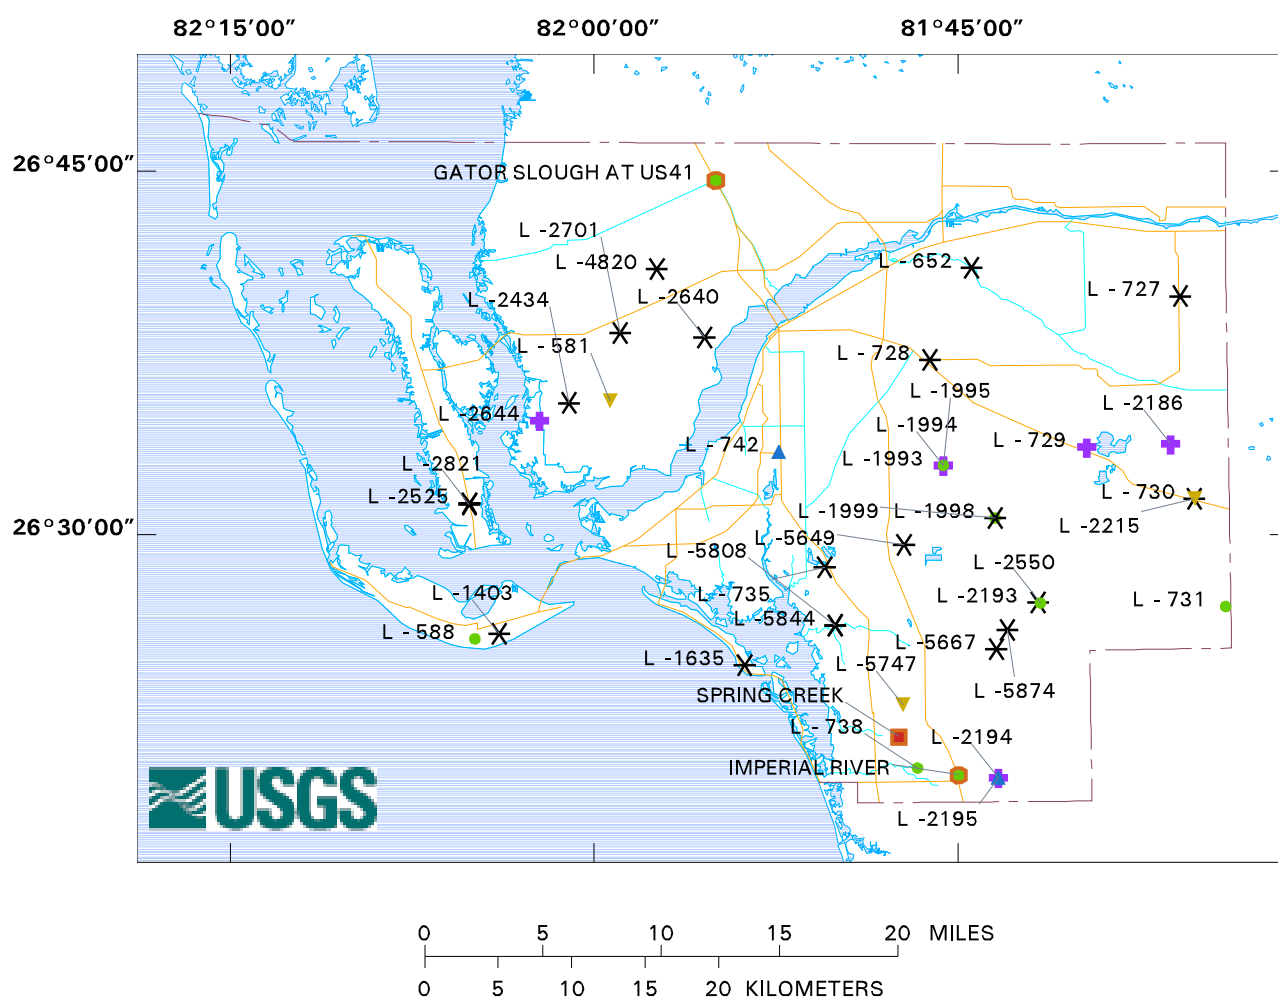 82°15′00″ 82°00′00″ 81°45′00″
26°45′00″
GATOR SLOUGH AT US41
L -2701
L -4820
L -652
L -2434
L -2640
L - 727
L - 581
L - 728
L -1995
L -2644
L -2186
L -1994
L - 742
L - 729
L -1993
L -2821
L -2525
L - 730
L -1999
L -1998
26°30′00″
L -2215
L -5649
L -5808
L -2550
L - 735
L -1403
L -2193
L - 731
L - 588
L -5844
L -5667
L -1635
L -5747
L -5874
SPRING CREEK
L - 738
L -2194
IMPERIAL RIVER
USGS
L -2195
0 5 10 15 20 MILES
0 5 10 15 20 KILOMETERS